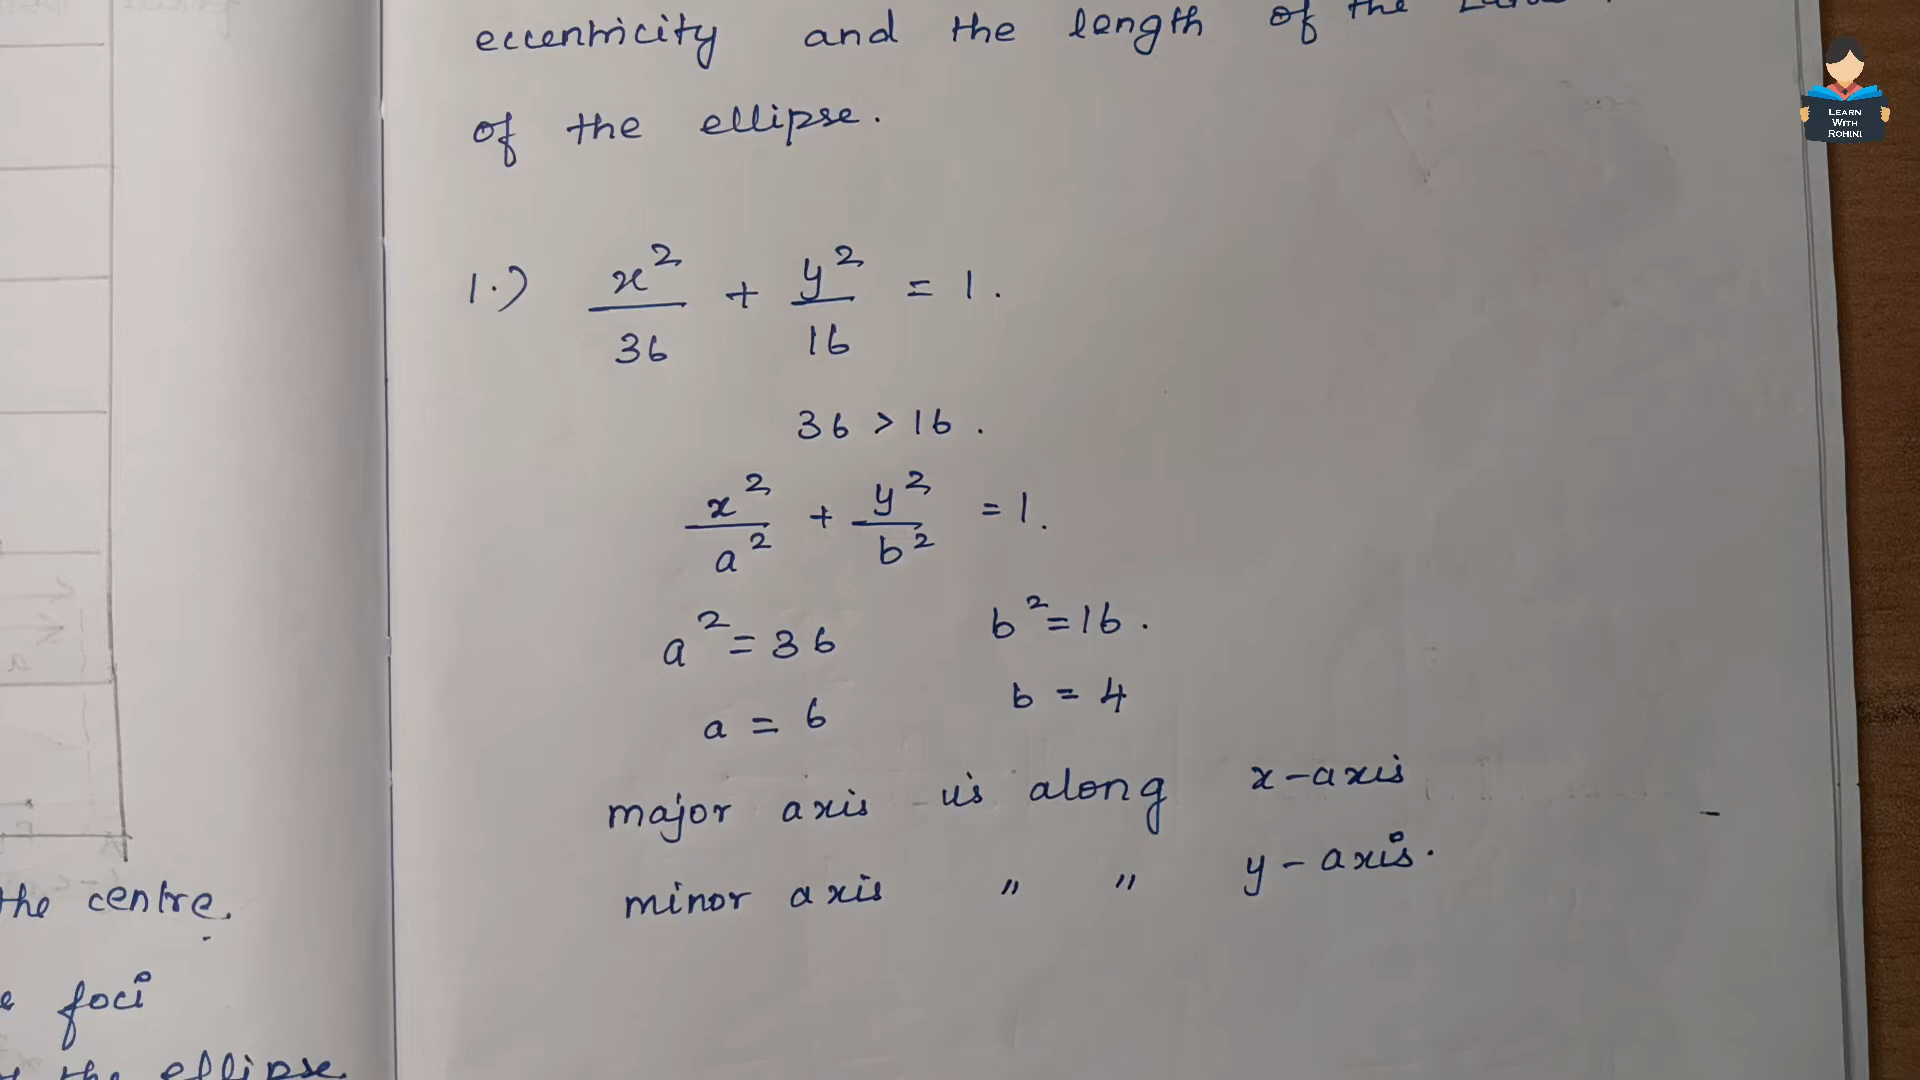 eccentricity and the length of the
of the ellipse.
1.) x²/36 + y²/16 = 1.
36 > 16.
x²/a² + y²/b² = 1.
a² = 36 b² = 16.
a = 6 b = 4
major axis is along x-axis
minor axis " " y-axis.
the centre.
foci
the ellipse.
LEARN
WITH
ROHINI